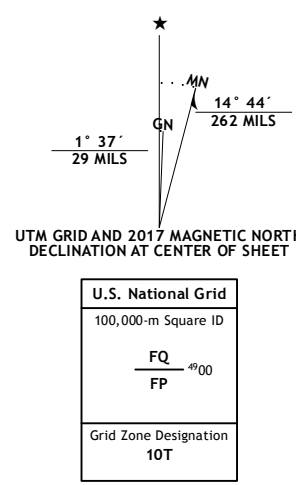 ★
MN
GN
14° 44´
262 MILS
1° 37´
29 MILS
UTM GRID AND 2017 MAGNETIC NORTH
DECLINATION AT CENTER OF SHEET
U.S. National Grid
100,000-m Square ID
FQ
4900
FP
Grid Zone Designation
10T